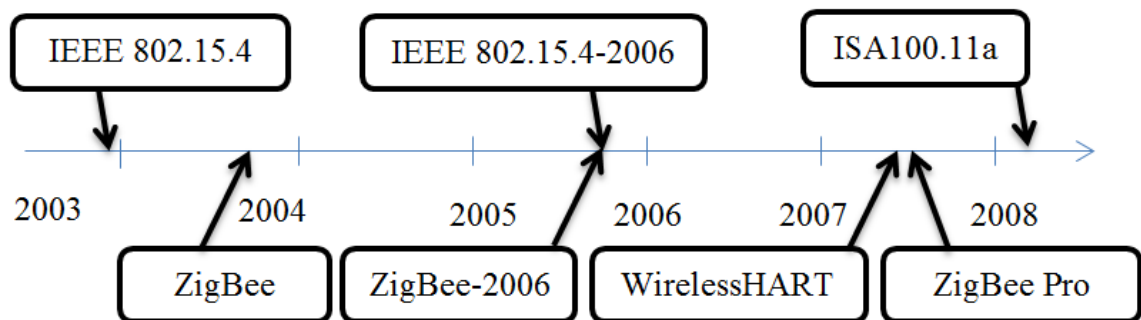 IEEE 802.15.4
IEEE 802.15.4-2006
ISA100.11a
2003
2004
2005
2006
2007
2008
ZigBee
ZigBee-2006
WirelessHART
ZigBee Pro